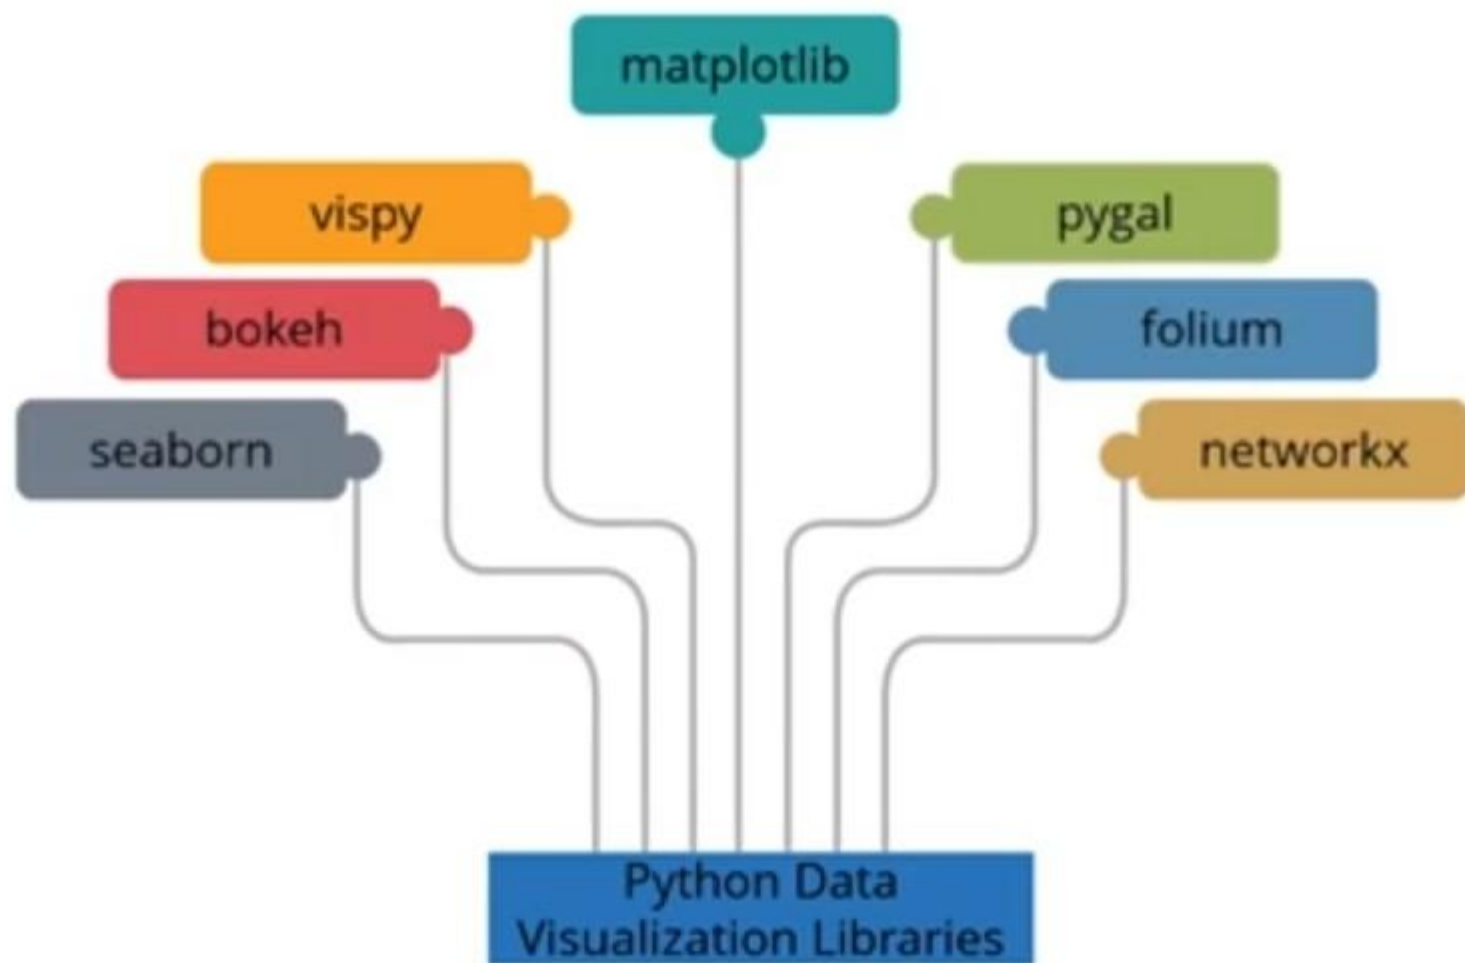 matplotlib
vispy
pygal
bokeh
folium
seaborn
networkx
Python Data
Visualization Libraries